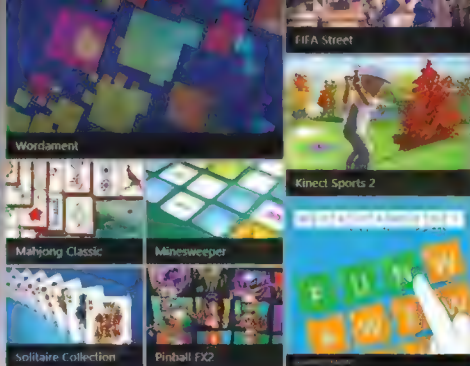 FIFA Street
Wordament
Kinect Sports 2
Mahjong Classic
Minesweeper
F U N W
Solitaire Collection
Pinball FX2